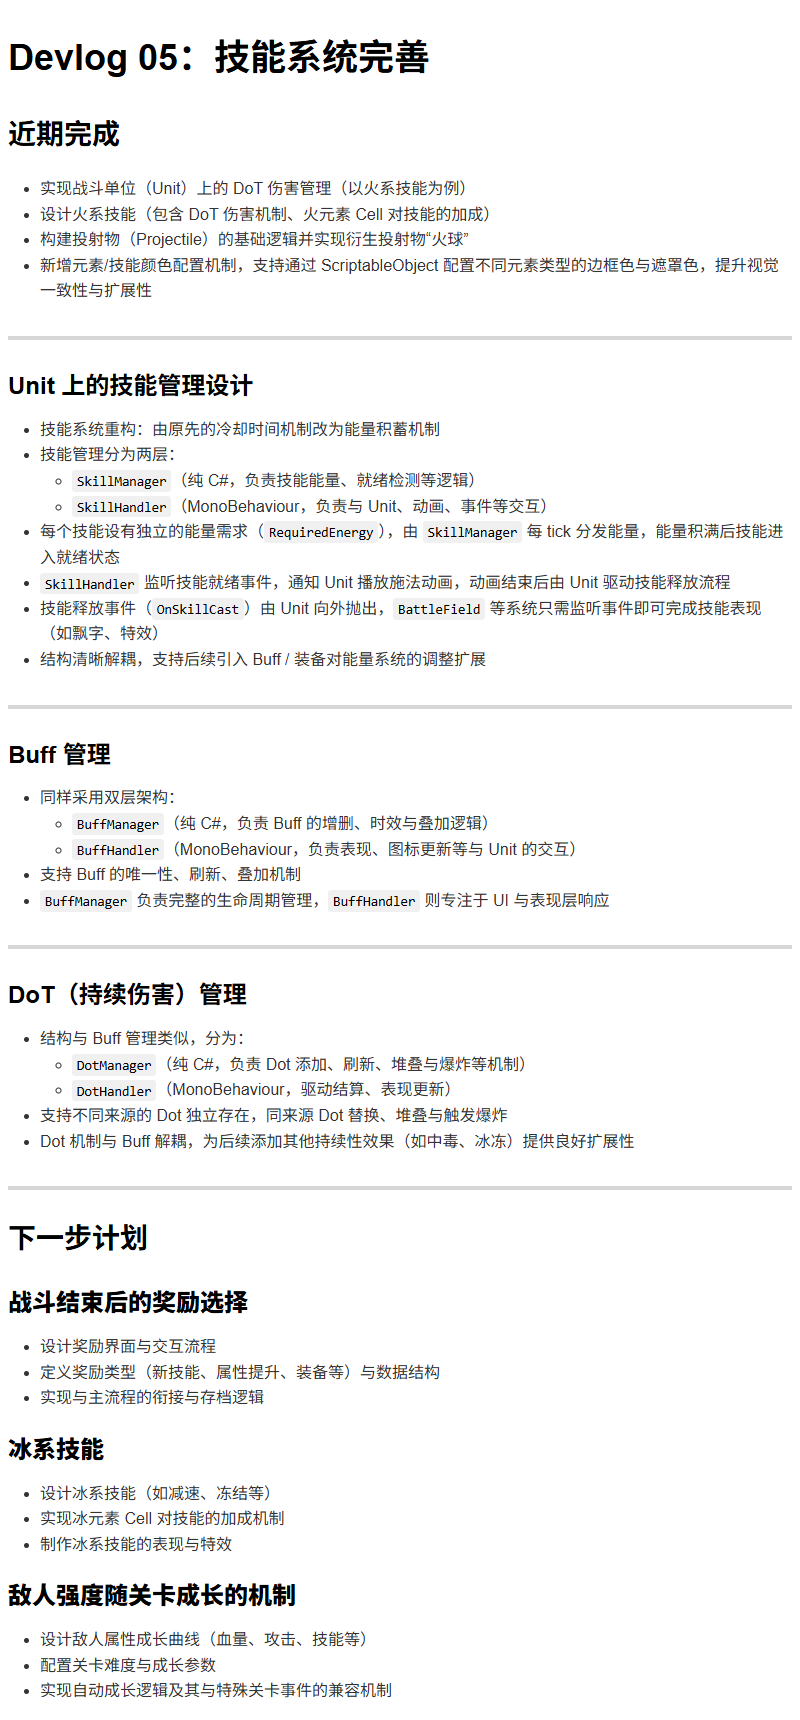 Devlog 05：技能系统完善
近期完成
实现战斗单位（Unit）上的 DoT 伤害管理（以火系技能为例）
设计火系技能（包含 DoT 伤害机制、火元素 Cell 对技能的加成）
构建投射物（Projectile）的基础逻辑并实现衍生投射物“火球”
新增元素/技能颜色配置机制，支持通过 ScriptableObject 配置不同元素类型的边框色与遮罩色，提升视觉
一致性与扩展性
Unit 上的技能管理设计
技能系统重构：由原先的冷却时间机制改为能量积蓄机制
技能管理分为两层：
SkillManager（纯 C#，负责技能能量、就绪检测等逻辑）
SkillHandler（MonoBehaviour，负责与 Unit、动画、事件等交互）
每个技能设有独立的能量需求（RequiredEnergy），由 SkillManager 每 tick 分发能量，能量积满后技能进
入就绪状态
SkillHandler 监听技能就绪事件，通知 Unit 播放施法动画，动画结束后由 Unit 驱动技能释放流程
技能释放事件（OnSkillCast）由 Unit 向外抛出，BattleField 等系统只需监听事件即可完成技能表现
（如飘字、特效）
结构清晰解耦，支持后续引入 Buff / 装备对能量系统的调整扩展
Buff 管理
同样采用双层架构：
BuffManager（纯 C#，负责 Buff 的增删、时效与叠加逻辑）
BuffHandler（MonoBehaviour，负责表现、图标更新等与 Unit 的交互）
支持 Buff 的唯一性、刷新、叠加机制
BuffManager 负责完整的生命周期管理，BuffHandler 则专注于 UI 与表现层响应
DoT（持续伤害）管理
结构与 Buff 管理类似，分为：
DotManager（纯 C#，负责 Dot 添加、刷新、堆叠与爆炸等机制）
DotHandler（MonoBehaviour，驱动结算、表现更新）
支持不同来源的 Dot 独立存在，同来源 Dot 替换、堆叠与触发爆炸
Dot 机制与 Buff 解耦，为后续添加其他持续性效果（如中毒、冰冻）提供良好扩展性
下一步计划
战斗结束后的奖励选择
设计奖励界面与交互流程
定义奖励类型（新技能、属性提升、装备等）与数据结构
实现与主流程的衔接与存档逻辑
冰系技能
设计冰系技能（如减速、冻结等）
实现冰元素 Cell 对技能的加成机制
制作冰系技能的表现与特效
敌人强度随关卡成长的机制
设计敌人属性成长曲线（血量、攻击、技能等）
配置关卡难度与成长参数
实现自动成长逻辑及其与特殊关卡事件的兼容机制